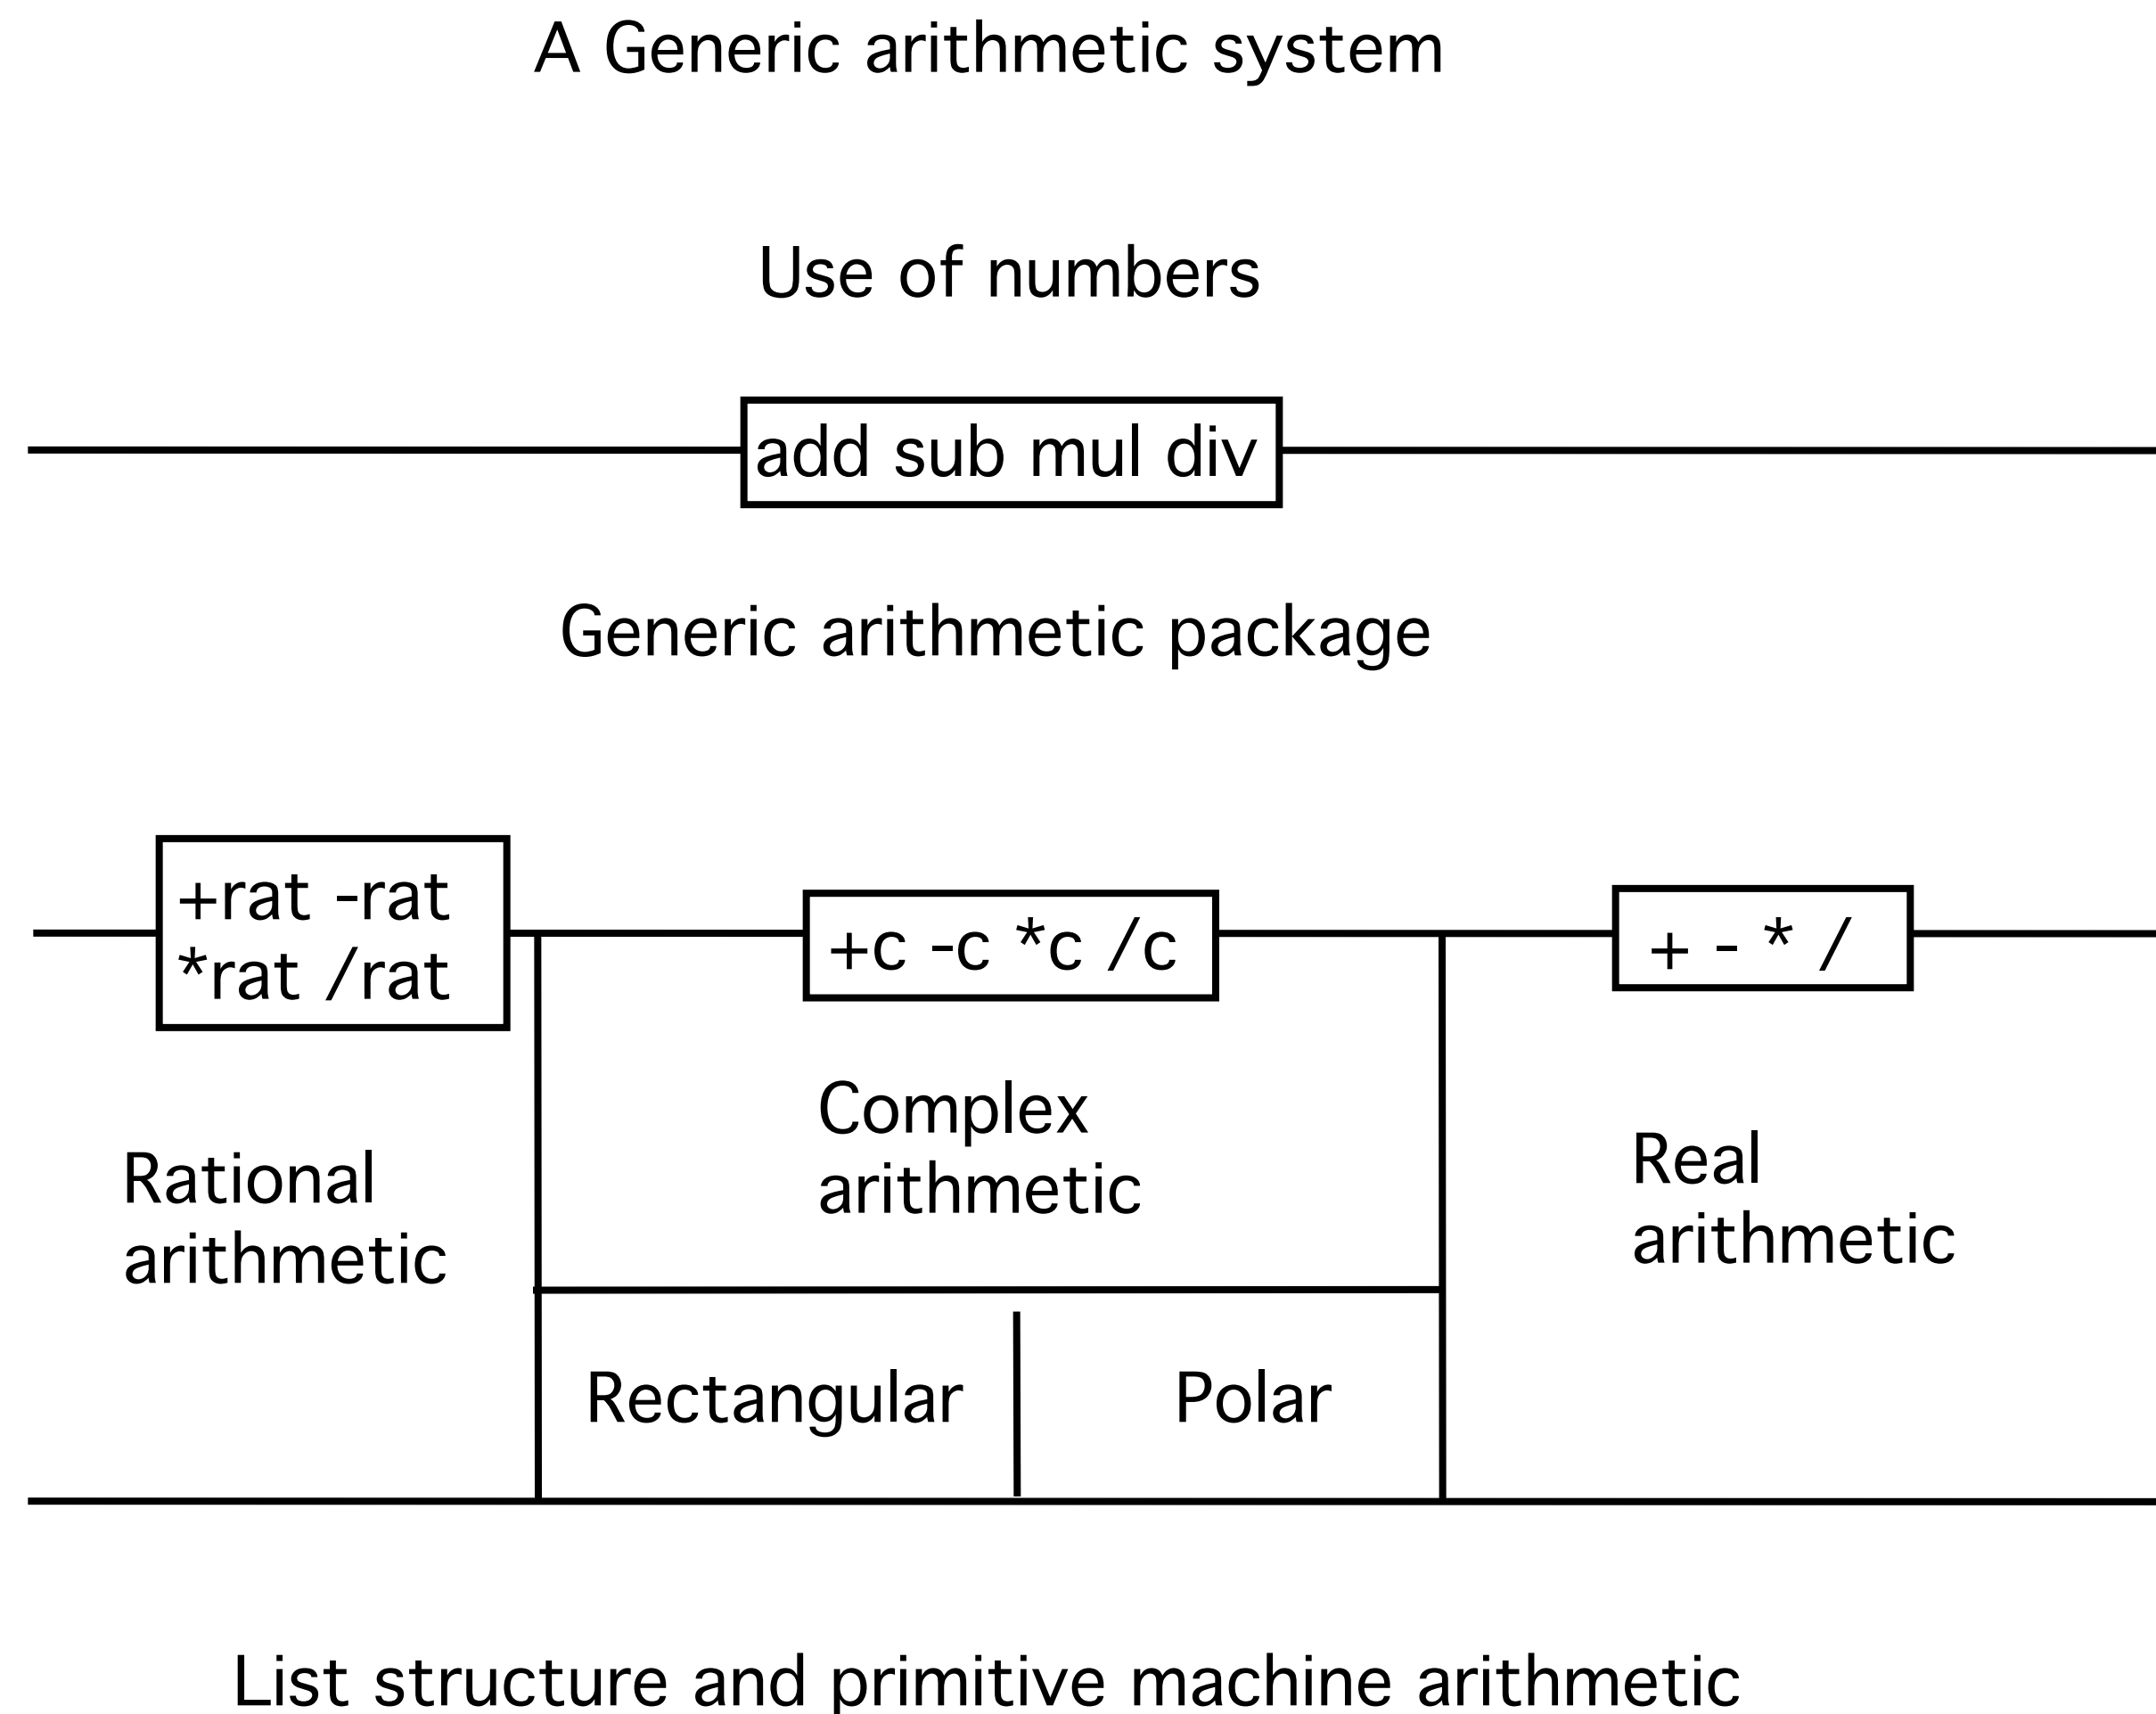 A Generic arithmetic system
Use of numbers
add sub mul div
Generic arithmetic package
+rat -rat
*rat /rat
+c -c *c /c
+ - * /
Rational
arithmetic
Complex
arithmetic
Real
arithmetic
Rectangular
Polar
List structure and primitive machine arithmetic